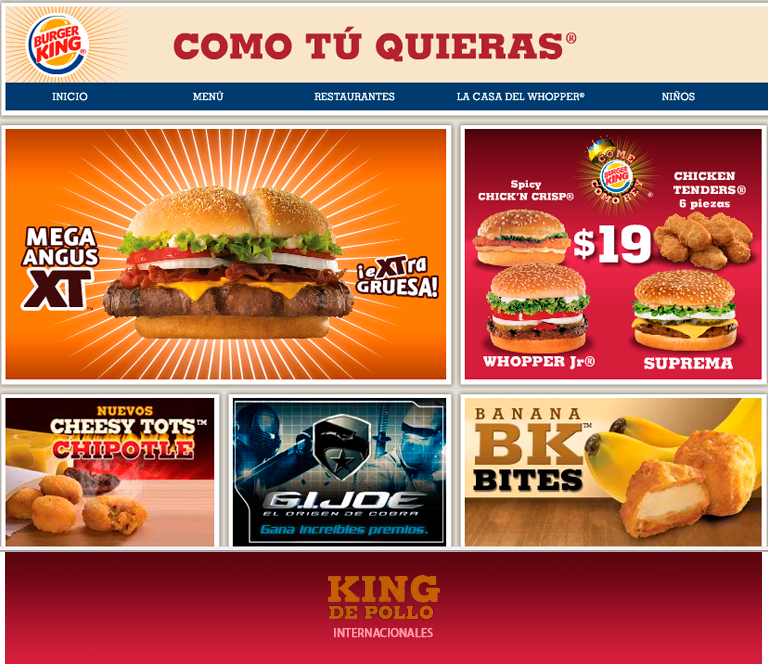 BURGER
KING®
COMO TÚ QUIERAS®
INICIO
MENÚ
RESTAURANTES
LA CASA DEL WHOPPER®
NIÑOS
MEGA
ANGUS
XT™
¡eXTra
GRUESA!
COME
BURGER
KING
COMO REY®
Spicy
CHICK'N CRISP®
CHICKEN
TENDERS®
6 piezas
$19
WHOPPER Jr®
SUPREMA
NUEVOS
CHEESY TOTS™
CHIPOTLE
G.I.JOE
EL ORIGEN DE COBRA
Gana increíbles premios.
BANANA
BK™
BITES
KING
DE POLLO
INTERNACIONALES